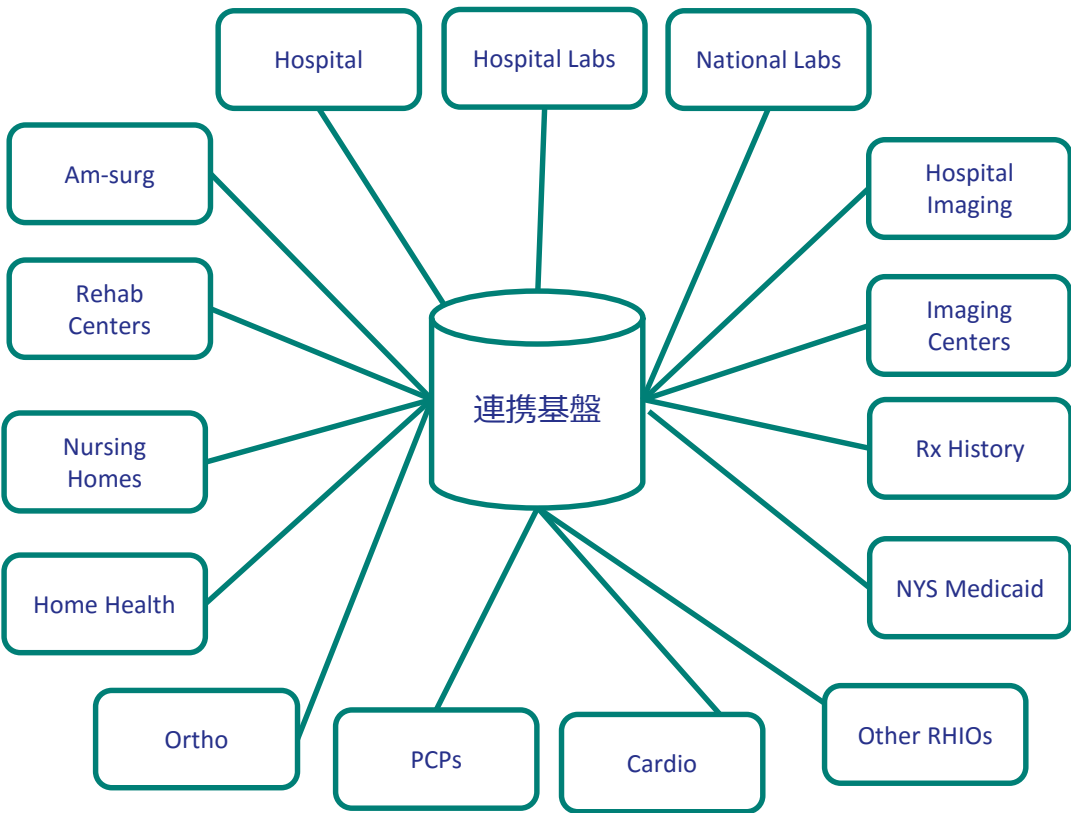 Hospital
Hospital Labs
National Labs
Am-surg
Hospital
Imaging
Rehab
Centers
Imaging
Centers
連携基盤
Nursing
Homes
Rx History
Home Health
NYS Medicaid
Ortho
PCPs
Cardio
Other RHIOs